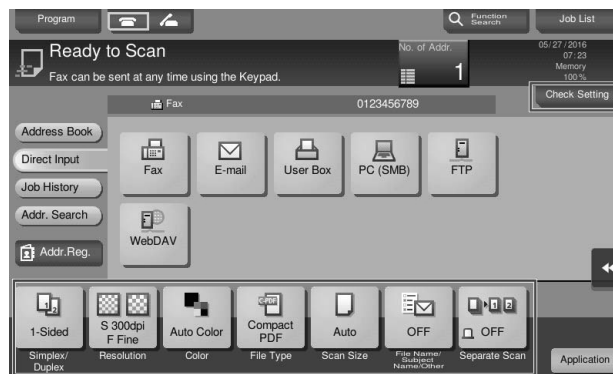 Program
Function
Search
Job List
Ready to Scan
Fax can be sent at any time using the Keypad.
No. of Addr.
1
05/27/2016
07:23
Memory
100%
Check Setting
Fax
0123456789
Address Book
Direct Input
Job History
Addr. Search
Addr.Reg.
Fax
E-mail
User Box
PC (SMB)
FTP
WebDAV
1-Sided
Simplex/
Duplex
S 300dpi
F Fine
Resolution
Auto Color
Color
C-PDF
Compact
PDF
File Type
Auto
Scan Size
OFF
File Name/
Subject
Name/Other
OFF
Separate Scan
Application